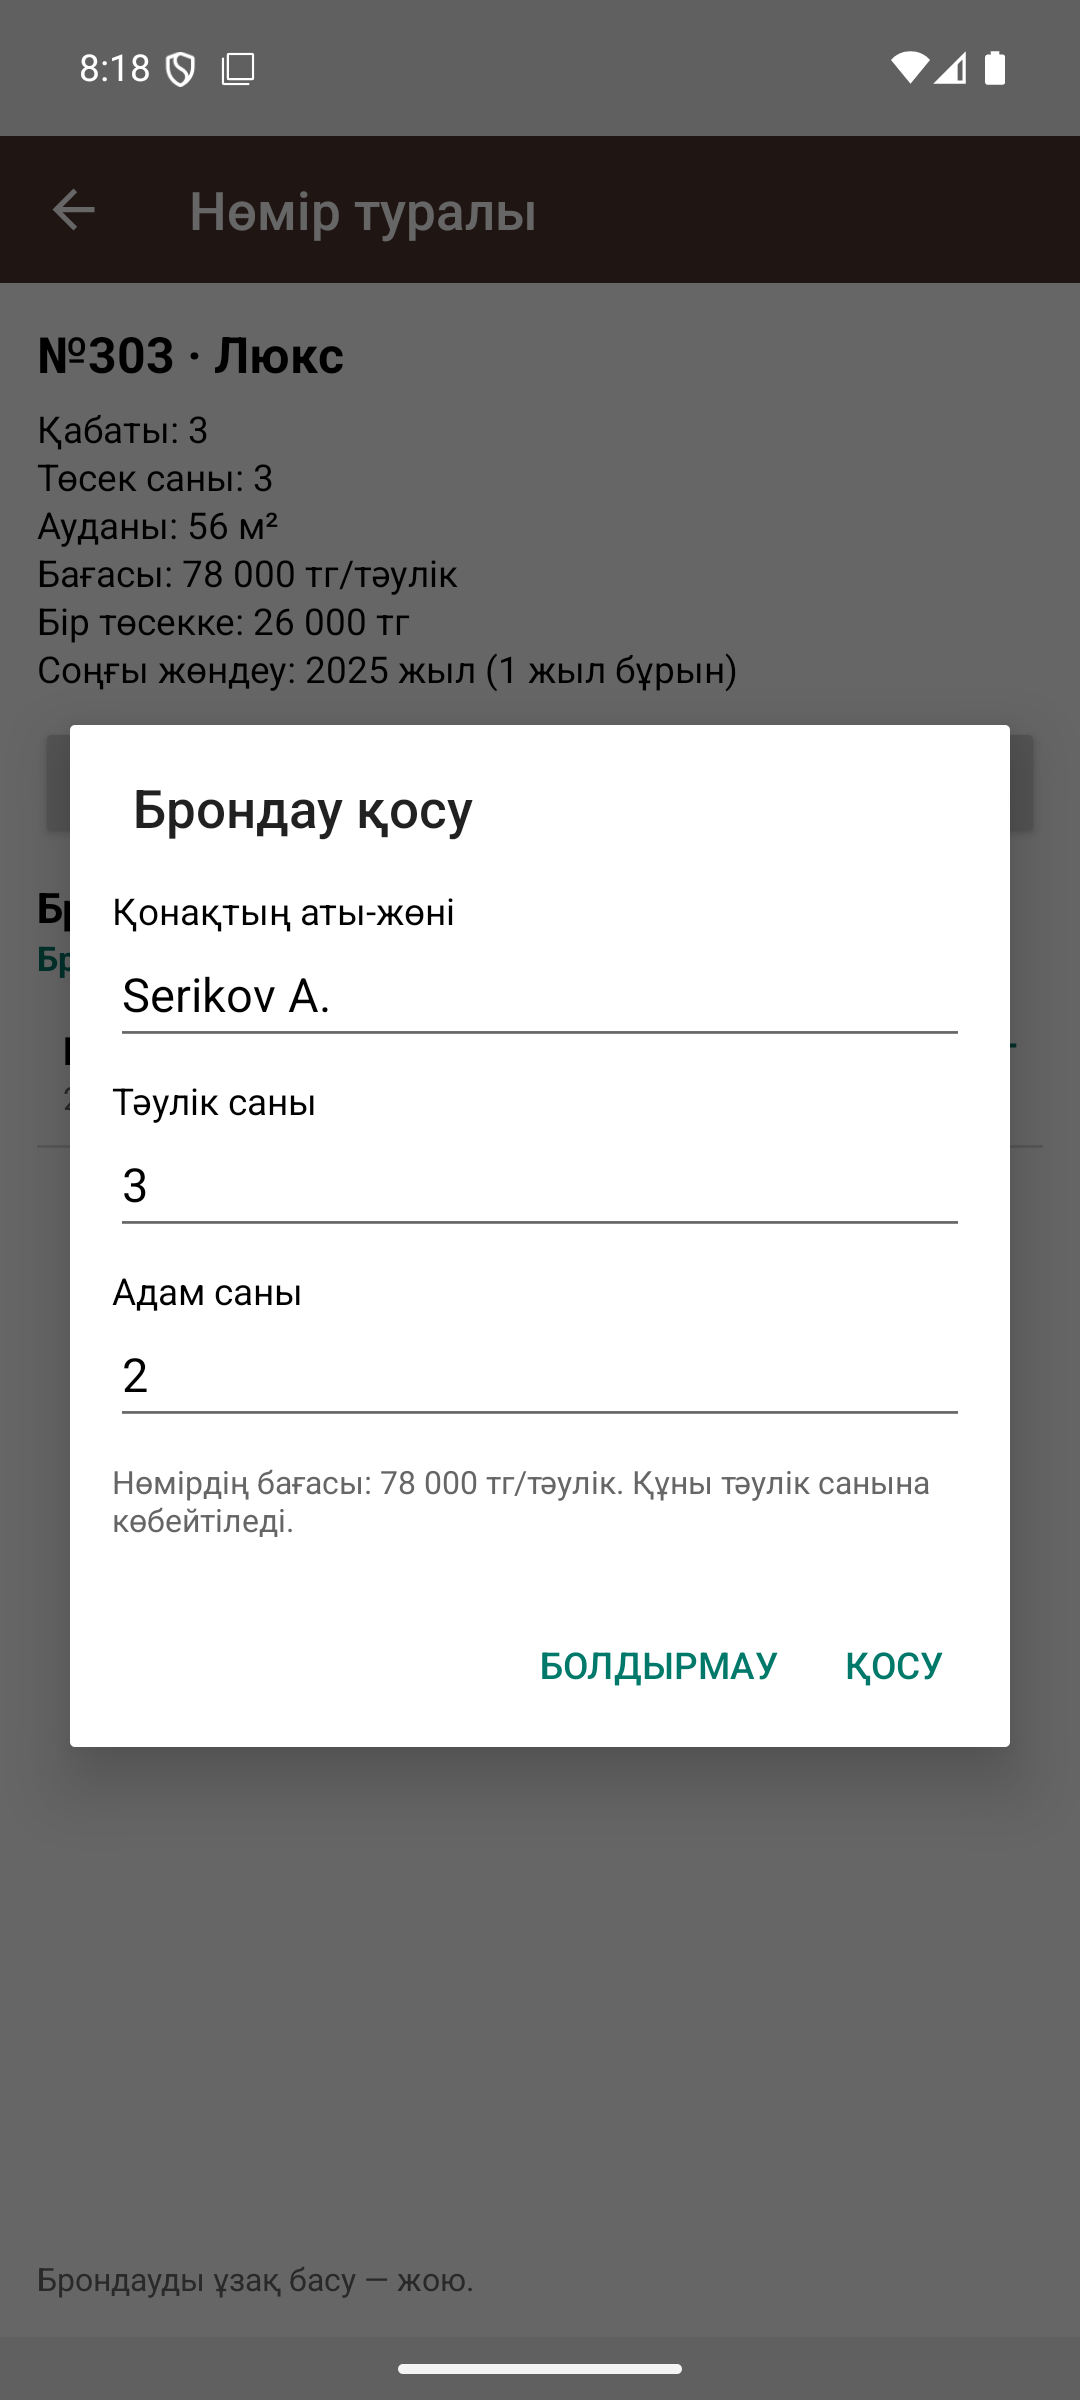 8:18
Нөмір туралы
№303 · Люкс
Қабаты: 3
Төсек саны: 3
Ауданы: 56 м²
Бағасы: 78 000 тг/тәулік
Бір төсекке: 26 000 тг
Соңғы жөндеу: 2025 жыл (1 жыл бұрын)
Брондау қосу
Қонақтың аты-жөні
Serikov A.
Тәулік саны
3
Адам саны
2
Нөмірдің бағасы: 78 000 тг/тәулік. Құны тәулік санына
көбейтіледі.
БОЛДЫРМАУ ҚОСУ
Брондауды ұзақ басу — жою.